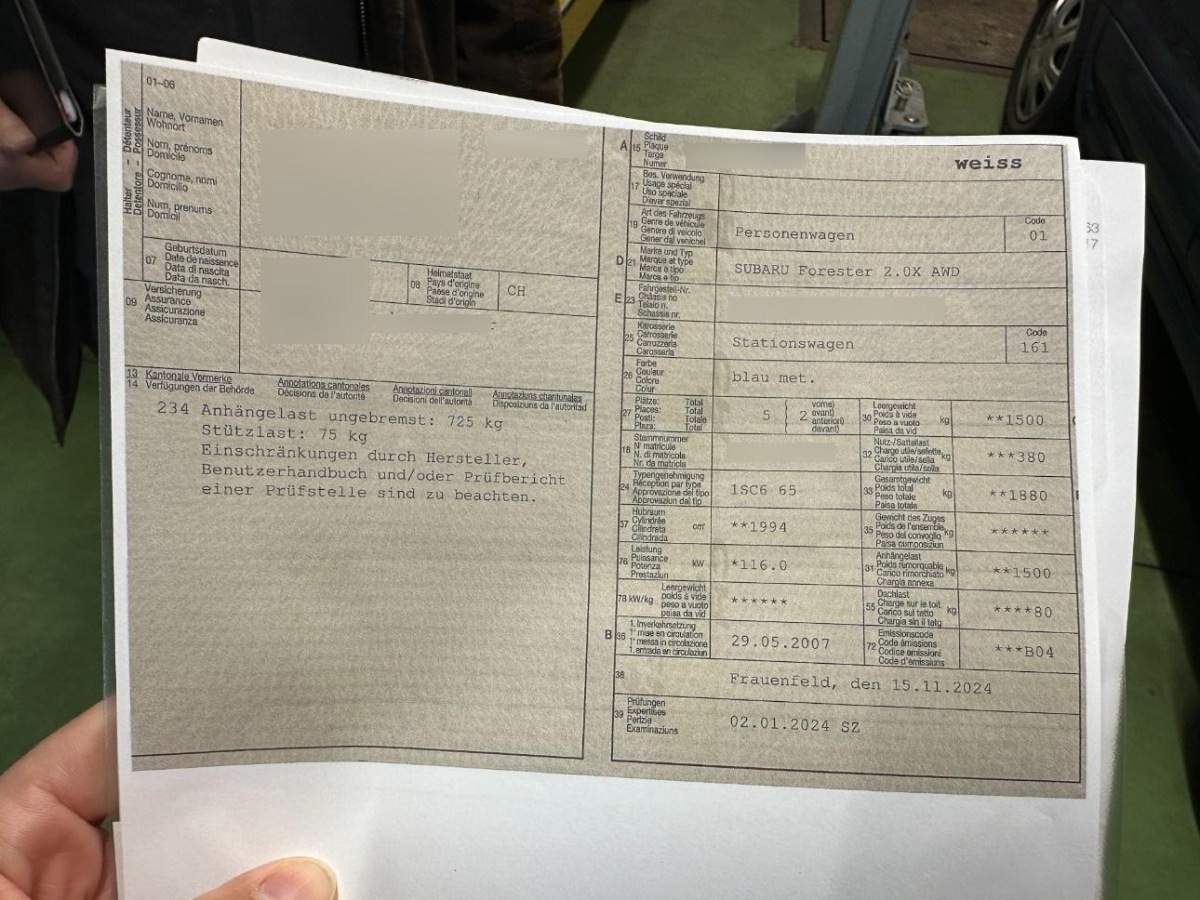 01–06
Halter - Détenteur
Detentore - Possessur
Name, Vornamen
Wohnort
Nom, prénoms
Domicile
Cognome, nomi
Domicilio
Num, prenums
Domicil
07
Geburtsdatum
Date de naissance
Data di nascita
Data da nasch.
08
Heimatstaat
Pays d'origine
Paese d'origine
Stadi d'origin
CH
09
Versicherung
Assurance
Assicurazione
Assicuranza
13 Kantonale Vermerke Annotations cantonales Annotazioni cantonali Annotaziuns chantunales
14 Verfügungen der Behörde Décisions de l'autorité Decisioni dell'autorità Disposiziuns da l'autoritad
234 Anhängelast ungebremst: 725 kg
Stützlast: 75 kg
Einschränkungen durch Hersteller,
Benutzerhandbuch und/oder Prüfbericht
einer Prüfstelle sind zu beachten.
A 15
Schild
Plaque
Targa
Numer
weiss
17
Bes. Verwendung
Usage spécial
Uso speciale
Diever spezial
19
Art des Fahrzeugs
Genre de véhicule
Genere di veicolo
Gener dal vehichel
Personenwagen
Code
01
D 21
Marke und Typ
Marque et type
Marca e tipo
Marca e tip
SUBARU Forester 2.0X AWD
E 23
Fahrgestell-Nr.
Châssis no
Telaio n.
Schassis nr.
25
Karosserie
Carrosserie
Carrozzeria
Carossaria
Stationswagen
Code
161
26
Farbe
Couleur
Colore
Colur
blau met.
27
Plätze: Total
Places: Total
Posti: Totale
Plazs: Total
5
2
vorne)
avant)
anteriori)
davant)
30
Leergewicht
Poids à vide
Peso a vuoto
Paisa da vid
kg
**1500
18
Stammnummer
N° matricule
N. di matricola
Nr. da matricla
32
Nutz-/Sattellast
Charge utile/sellette
Carico utile/sella
Chargia utila/sella
kg
***380
24
Typengenehmigung
Réception par type
Approvazione del tipo
Approvaziun dal tip
1SC6 65
33
Gesamtgewicht
Poids total
Peso totale
Paisa totala
kg
**1880
37
Hubraum
Cylindrée
Cilindrata
Cilindrada
cm³
**1994
35
Gewicht des Zuges
Poids de l'ensemble
Peso del convoglio
Paisa cumposiziun
kg
******
76
Leistung
Puissance
Potenza
Prestaziun
kW
*116.0
31
Anhängelast
Poids remorquable
Carico rimorchiato
Chargia annexa
kg
**1500
78 kW/kg
Leergewicht
poids à vide
peso a vuoto
paisa da vid
******
55
Dachlast
Charge sur le toit
Carico sul tetto
Chargia sin il tetg
kg
****80
B 36
1. Inverkehrsetzung
1re mise en circulation
1a messa in circolazione
1. entrada en circulaziun
29.05.2007
72
Emissionscode
Code émissions
Codice emissioni
Code d'emissiuns
***B04
38
Frauenfeld, den 15.11.2024
39
Prüfungen
Expertises
Perizie
Examinaziuns
02.01.2024 SZ